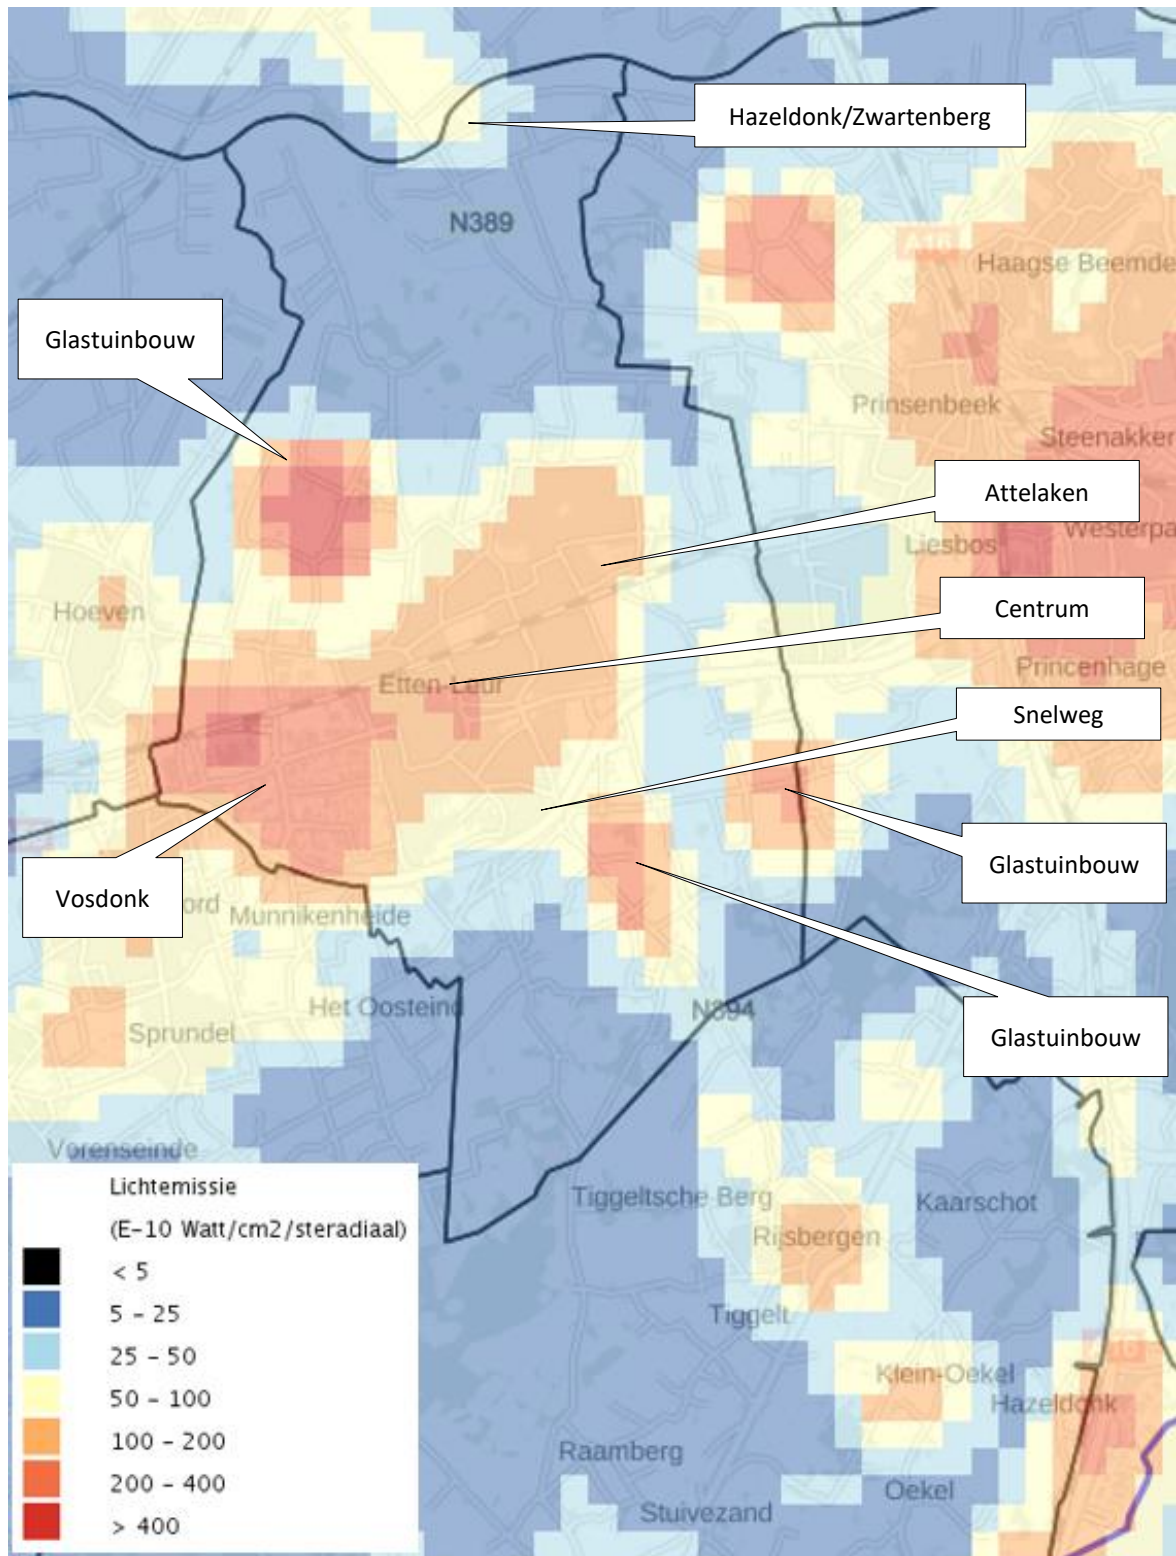 Hazeldonk/Zwartenberg
N389
A16
Haagse Beemde
Glastuinbouw
Prinsenbeek
Steenakker
Attelaken
Westerpa
Liesbos
Hoeven
Centrum
Princenhage
Etten-Leur
Snelweg
Glastuinbouw
Vosdonk
ord
Munnikenheide
Het Oosteind
N394
Sprundel
Glastuinbouw
Vorenseinde
Tiggeltsche Berg
Kaarschot
Rijsbergen
Tiggelt
Klein-Oekel
Hazeldonk
Raamberg
Oekel
Stuivezand
Lichtemissie
(E-10 Watt/cm2/steradiaal)
< 5
5 - 25
25 - 50
50 - 100
100 - 200
200 - 400
> 400